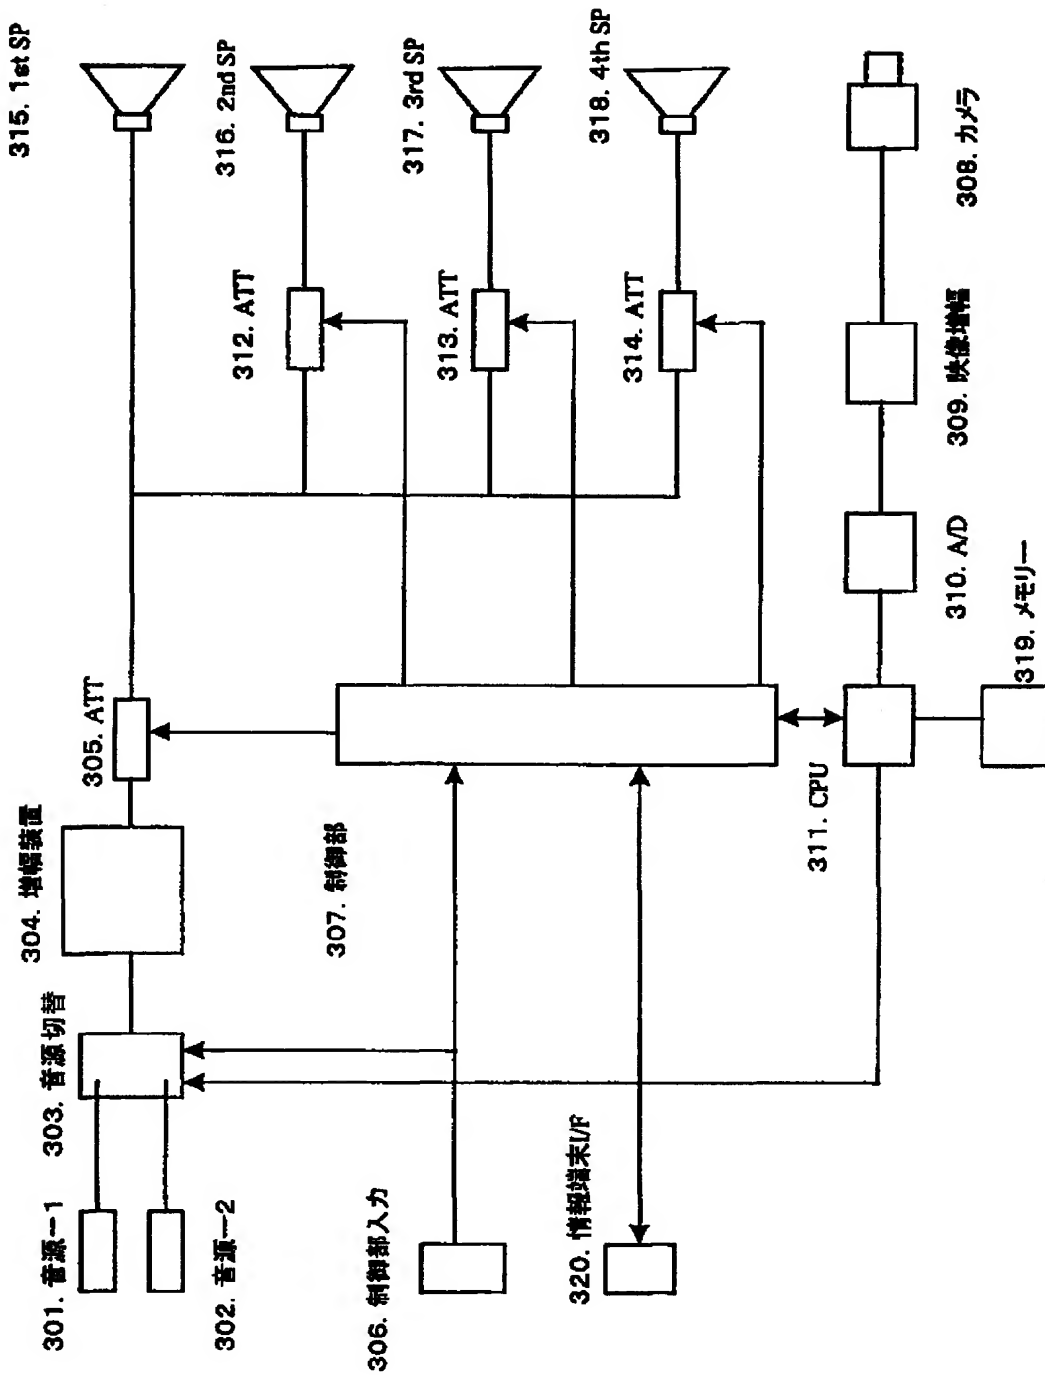 301. 音源ー1
302. 音源ー2
303. 音源切替
304. 増幅装置
305. ATT
306. 制御部入力
307. 制御部
308. カメラ
309. 映像増幅
310. A/D
311. CPU
312. ATT
313. ATT
314. ATT
315. 1st SP
316. 2nd SP
317. 3rd SP
318. 4th SP
319. メモリー
320. 情報端末I/F